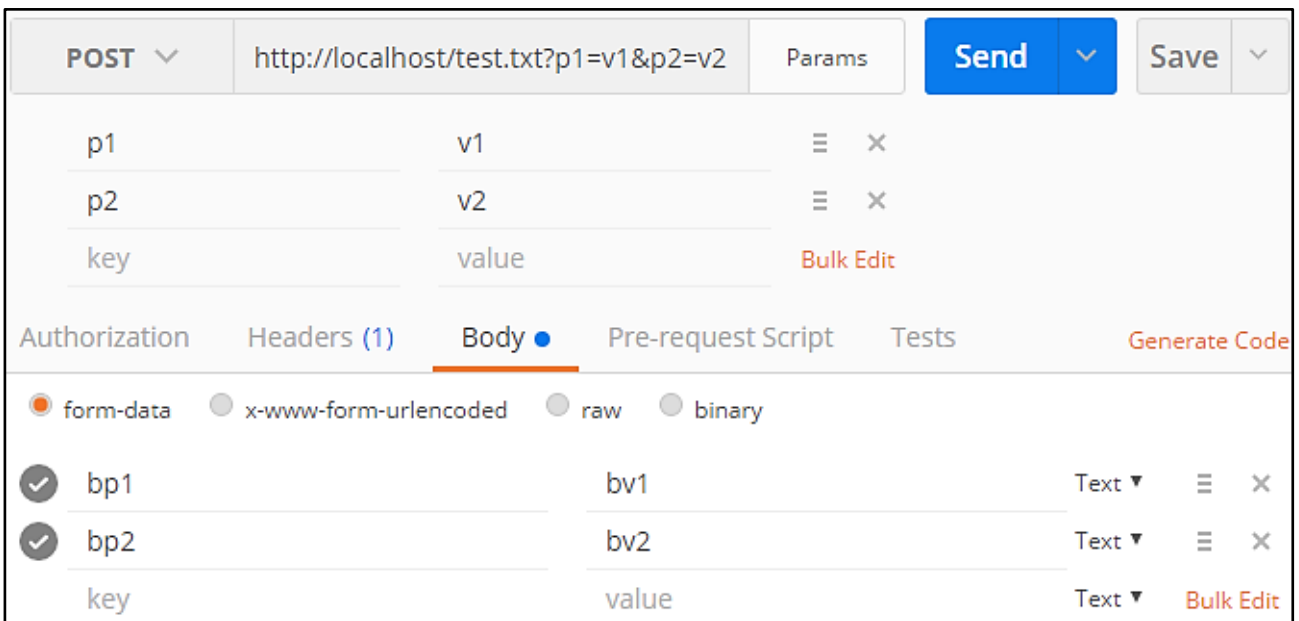 POST http://localhost/test.txt?p1=v1&p2=v2 Params Send Save
p1 v1
p2 v2
key value Bulk Edit
Authorization Headers (1) Body Pre-request Script Tests Generate Code
form-data x-www-form-urlencoded raw binary
bp1 bv1 Text
bp2 bv2 Text
key value Text Bulk Edit